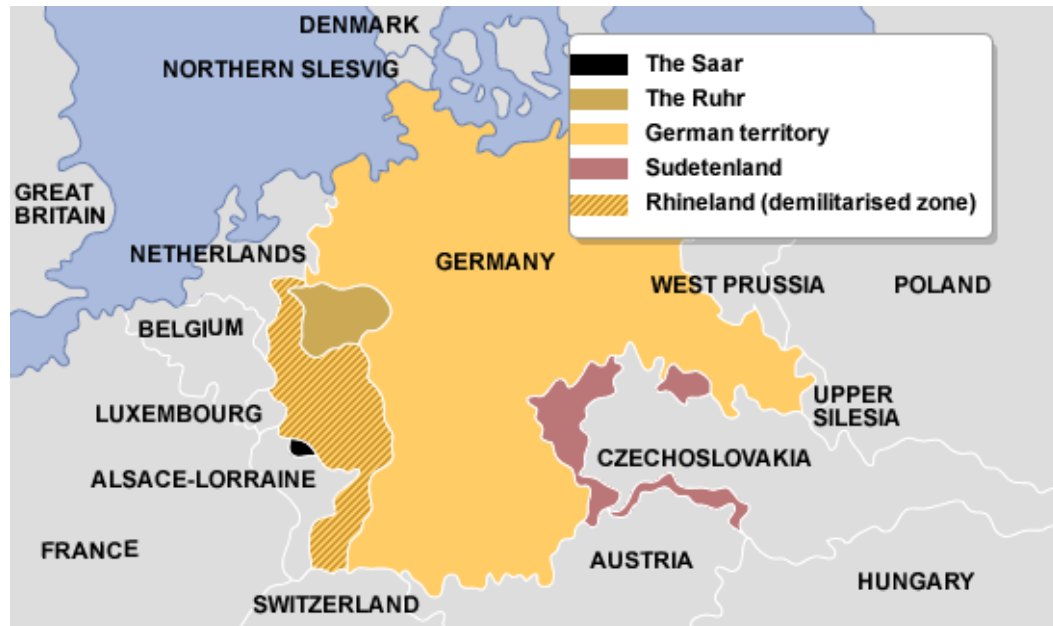 DENMARK
NORTHERN SLESVIG
The Saar
The Ruhr
German territory
Sudetenland
Rhineland (demilitarised zone)
GREAT
BRITAIN
NETHERLANDS
GERMANY
WEST PRUSSIA
POLAND
BELGIUM
LUXEMBOURG
UPPER
SILESIA
CZECHOSLOVAKIA
ALSACE-LORRAINE
FRANCE
AUSTRIA
HUNGARY
SWITZERLAND